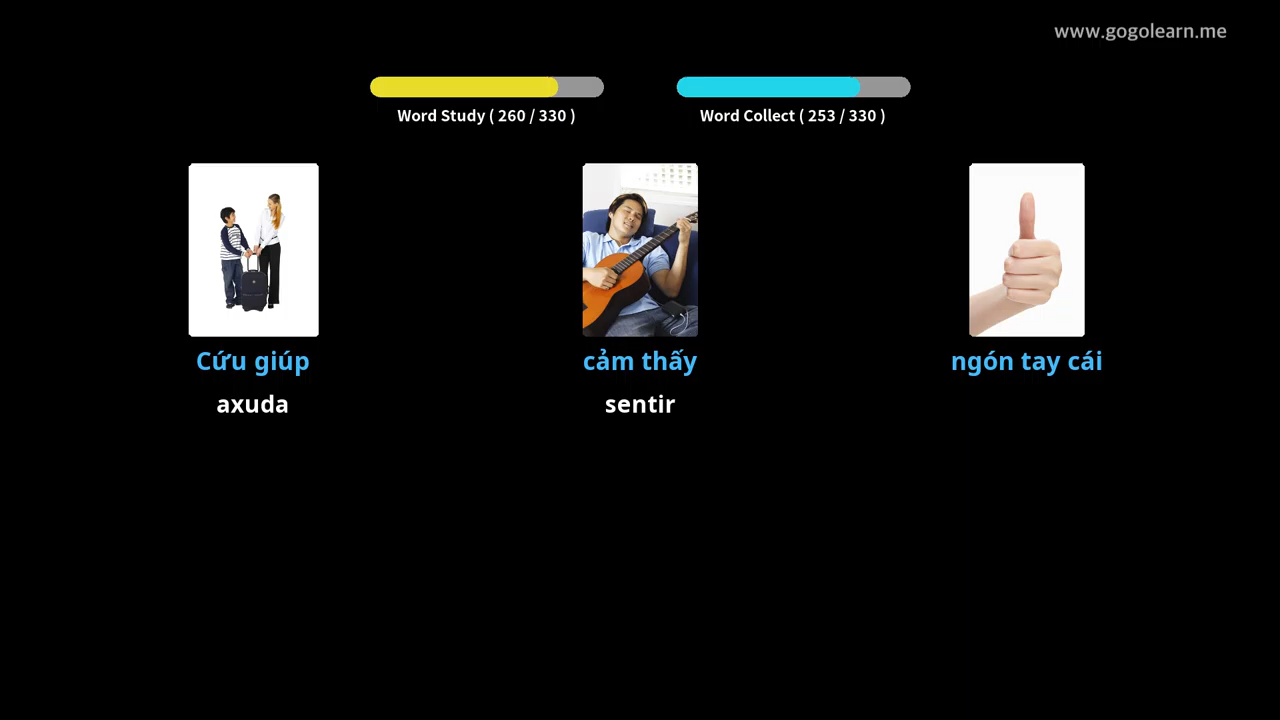 www.gogolearn.me
Word Study ( 260 / 330 )
Word Collect ( 253 / 330 )
Cứu giúp
cảm thấy
ngón tay cái
axuda
sentir